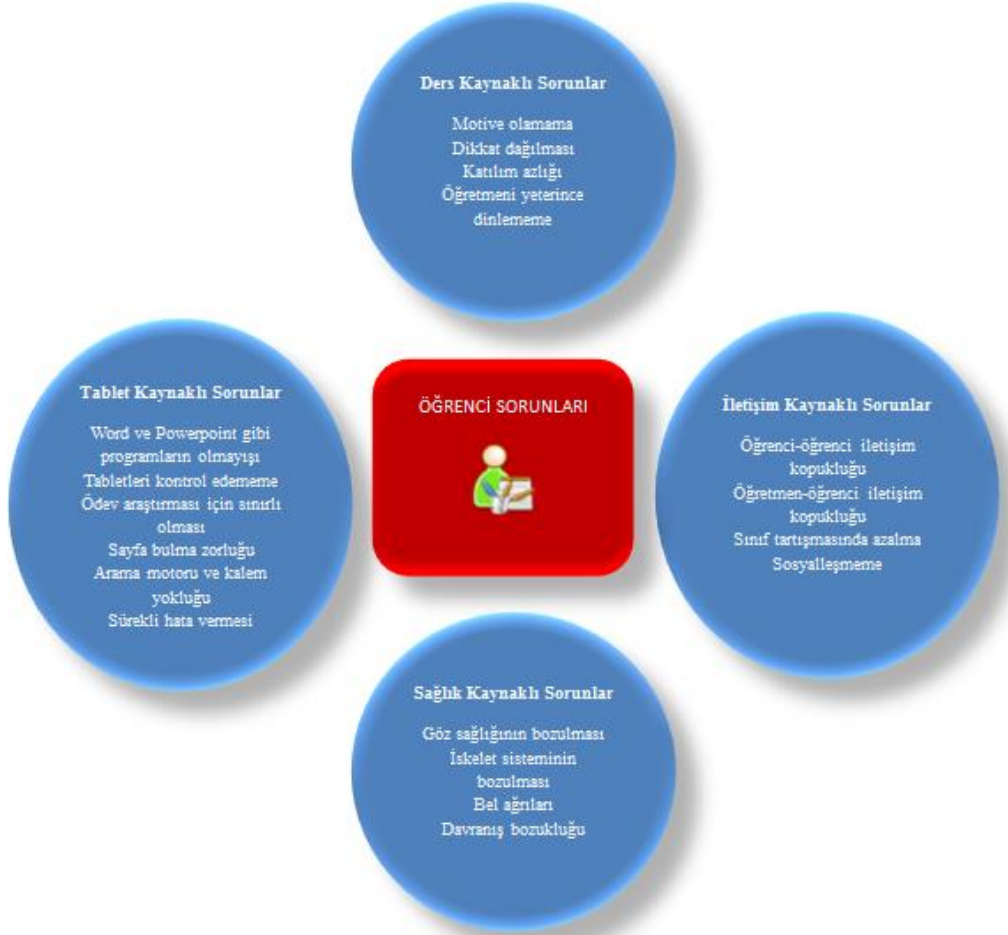 Ders Kaynaklı Sorunlar
Motive olamama
Dikkat dağılması
Katılım azlığı
Öğretmeni yeterince
dinlememe
Tablet Kaynaklı Sorunlar
Word ve Powerpoint gibi
programların olmayışı
Tabletleri kontrol edememe
Ödev araştırması için sınırlı
olması
Sayfa bulma zorluğu
Arama motoru ve kalem
yokluğu
Sürekli hata vermesi
ÖĞRENCİ SORUNLARI
İletişim Kaynaklı Sorunlar
Öğrenci-öğrenci iletişim
kopukluğu
Öğretmen-öğrenci iletişim
kopukluğu
Sınıf tartışmasında azalma
Sosyalleşmeme
Sağlık Kaynaklı Sorunlar
Göz sağlığının bozulması
İskelet sisteminin
bozulması
Bel ağrıları
Davranış bozukluğu